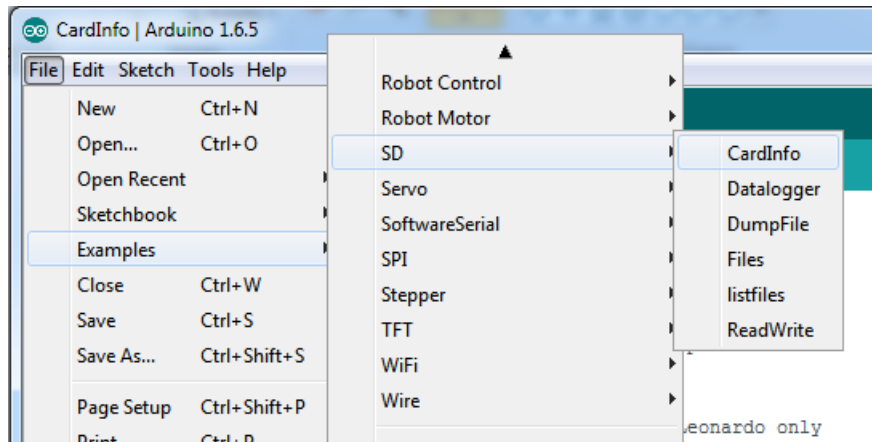 CardInfo | Arduino 1.6.5
File Edit Sketch Tools Help
New Ctrl+N
Open... Ctrl+O
Open Recent
Sketchbook
Examples
Close Ctrl+W
Save Ctrl+S
Save As... Ctrl+Shift+S
Page Setup Ctrl+Shift+P
Print Ctrl+P
Robot Control
Robot Motor
SD
Servo
SoftwareSerial
SPI
Stepper
TFT
WiFi
Wire
CardInfo
Datalogger
DumpFile
Files
listfiles
ReadWrite
Leonardo only